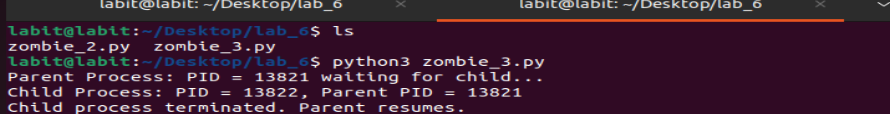 labit@labit: ~/Desktop/lab_6 × labit@labit: ~/Desktop/lab_6 ×
labit@labit:~/Desktop/lab_6$ ls
zombie_2.py  zombie_3.py
labit@labit:~/Desktop/lab_6$ python3 zombie_3.py
Parent Process: PID = 13821 waiting for child...
Child Process: PID = 13822, Parent PID = 13821
Child process terminated. Parent resumes.